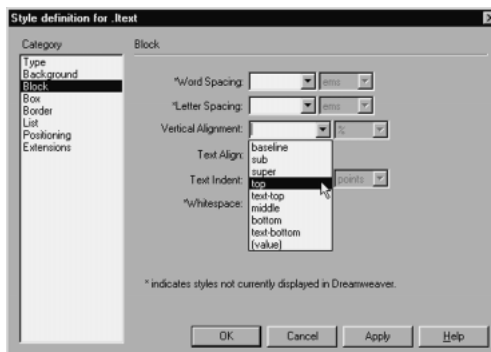 Style definition for .ltext
Category
Block
Type
Background
Block
Box
Border
List
Positioning
Extensions
*Word Spacing:
ems
*Letter Spacing:
ems
Vertical Alignment:
%
Text Align:
Text Indent:
points
*Whitespace:
baseline
sub
super
top
text-top
middle
bottom
text-bottom
(value)
* indicates styles not currently displayed in Dreamweaver.
OK
Cancel
Apply
Help